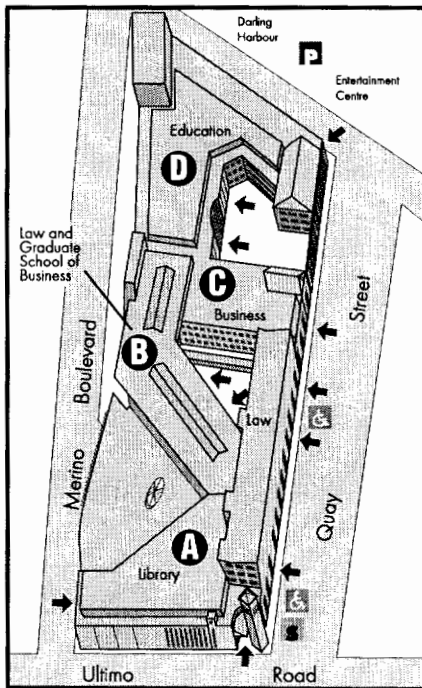 Darling
Harbour
P
Entertainment
Centre
Education
D
Law and
Graduate
School of
Business
C
Business
Street
B
Boulevard
Law
Merino
Quay
A
Library
Ultimo
Road